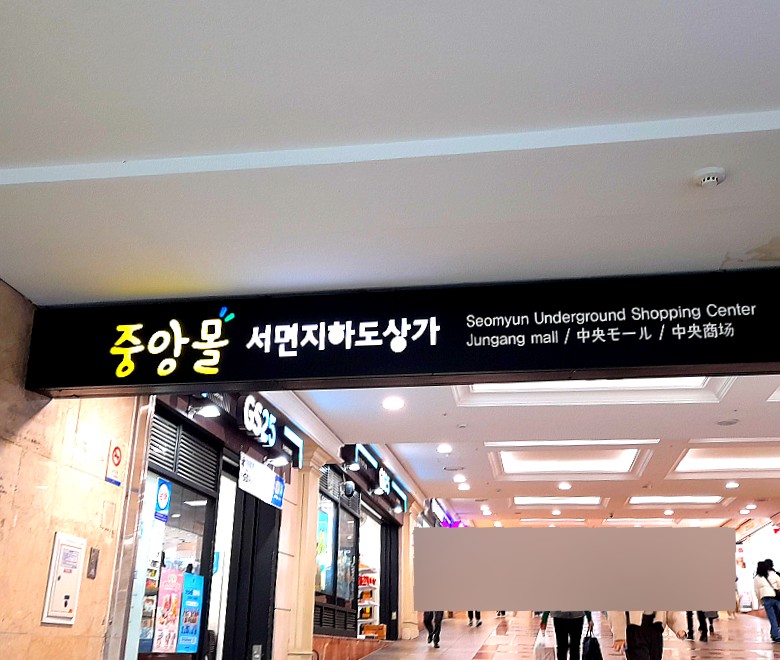 중앙몰 서면지하도상가
Seomyun Underground Shopping Center
Jungang mall / 中央モール / 中央商场
GS25